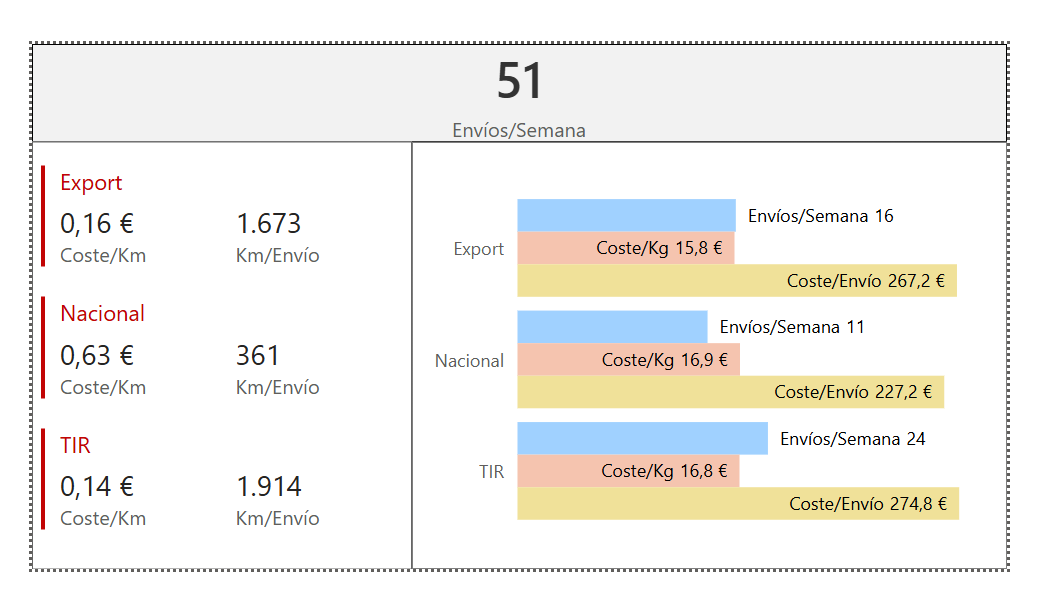 51
Envíos/Semana
Export
0,16 € 1.673
Coste/Km Km/Envío
Nacional
0,63 € 361
Coste/Km Km/Envío
TIR
0,14 € 1.914
Coste/Km Km/Envío
Envíos/Semana 16
Export Coste/Kg 15,8 €
Coste/Envío 267,2 €
Envíos/Semana 11
Nacional Coste/Kg 16,9 €
Coste/Envío 227,2 €
Envíos/Semana 24
TIR Coste/Kg 16,8 €
Coste/Envío 274,8 €